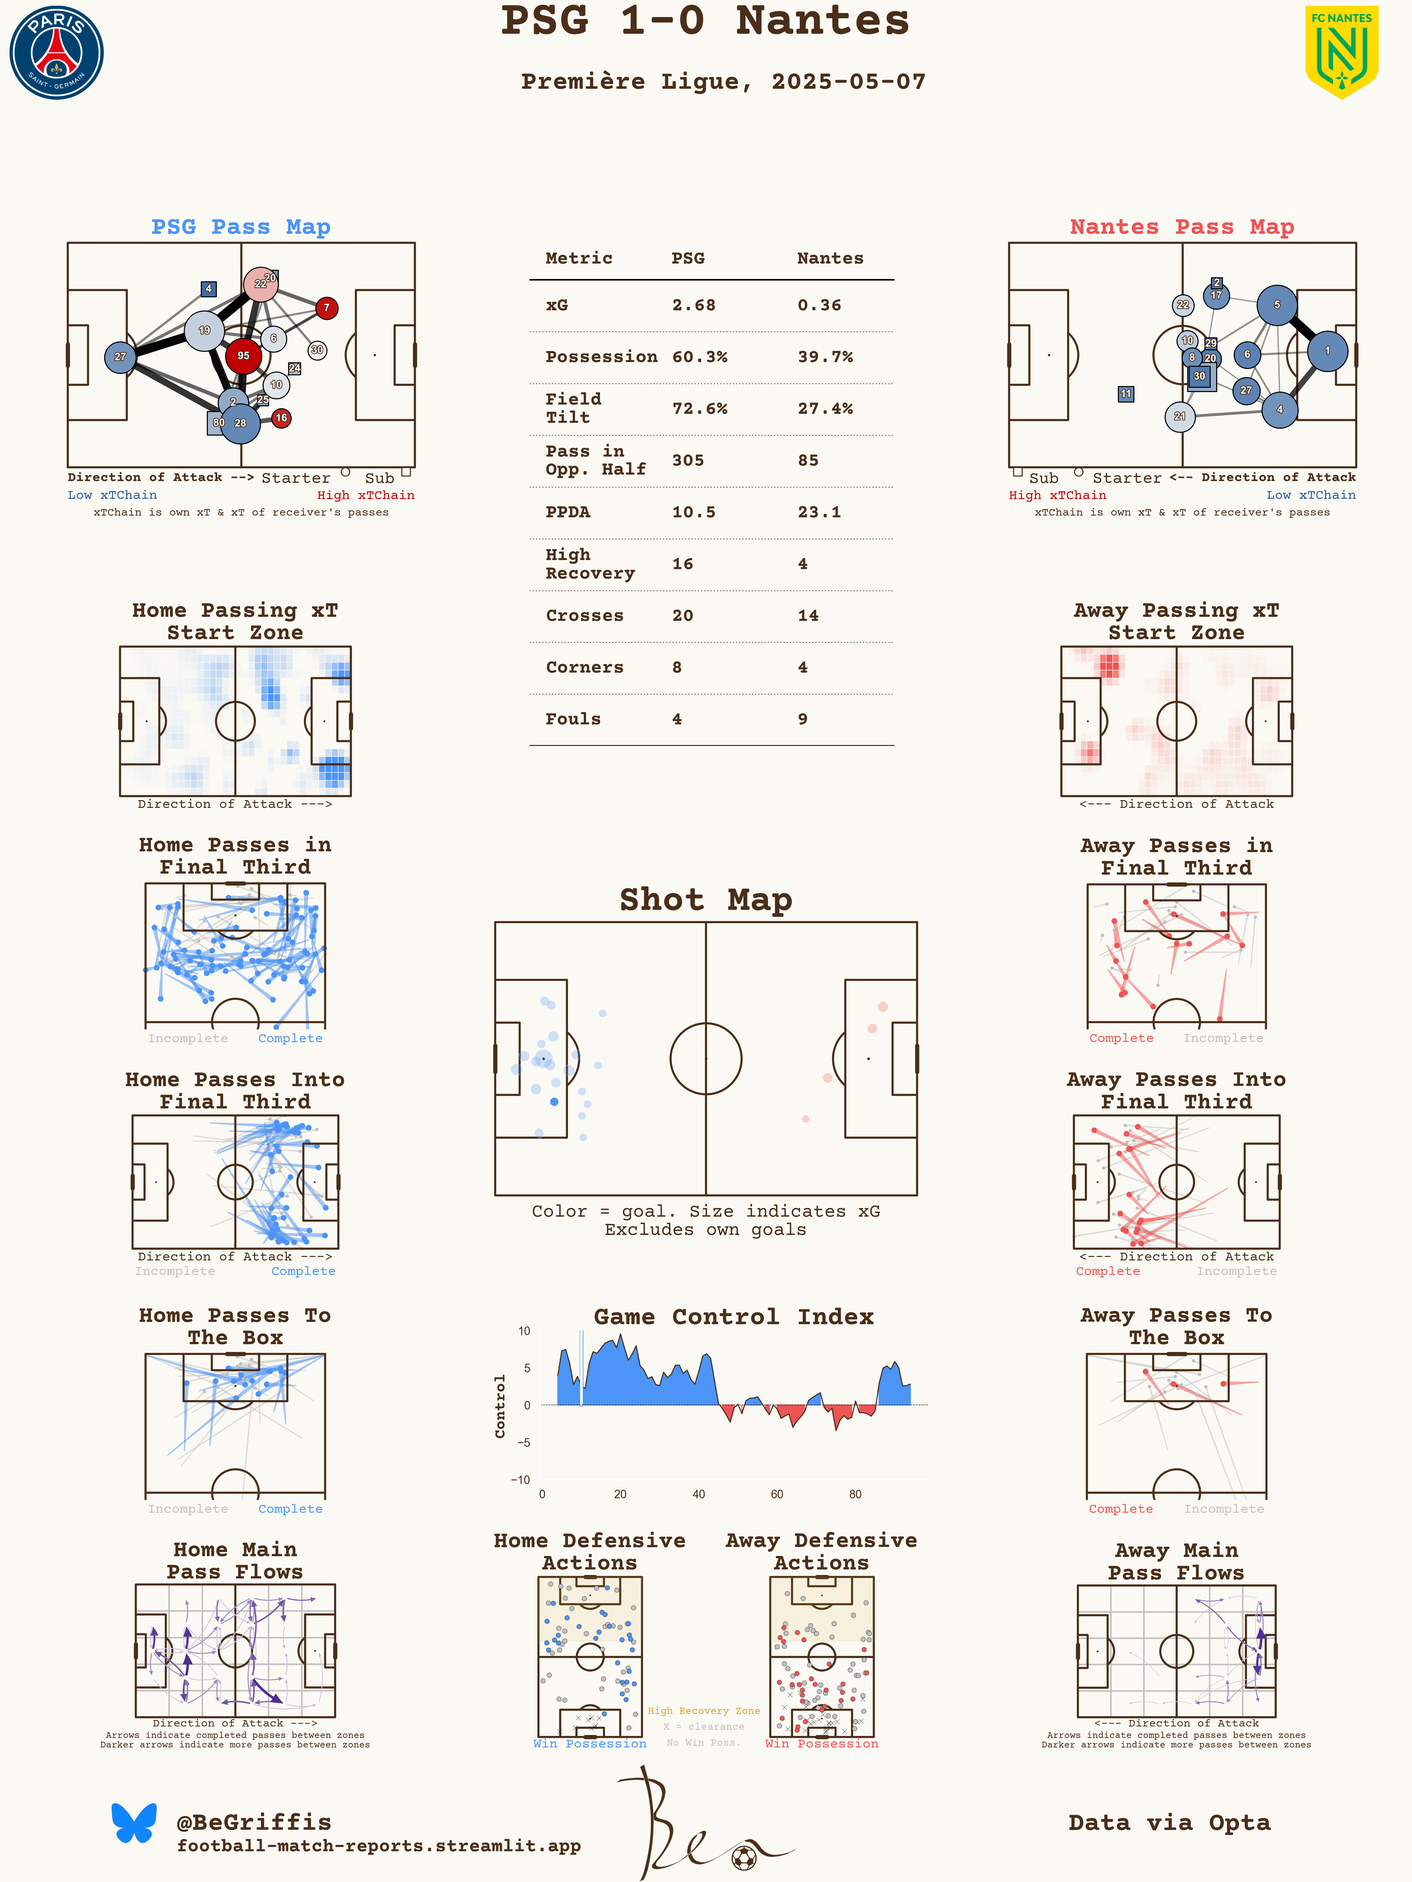 PSG 1-0 Nantes
Première Ligue, 2025-05-07
PARIS
SAINT-GERMAIN
FC NANTES
PSG Pass Map
4
22
20
7
19
6
27
95
30
24
10
2
25
80
28
16
Direction of Attack --> Starter Sub
Low xTChain High xTChain
xTChain is own xT & xT of receiver's passes
Metric PSG Nantes
xG 2.68 0.36
Possession 60.3% 39.7%
Field
Tilt 72.6% 27.4%
Pass in
Opp. Half 305 85
PPDA 10.5 23.1
High
Recovery 16 4
Crosses 20 14
Corners 8 4
Fouls 4 9
Nantes Pass Map
2
17
22
5
10
29
8
20
6
1
30
27
11
21
4
Sub Starter <-- Direction of Attack
High xTChain Low xTChain
xTChain is own xT & xT of receiver's passes
Home Passing xT
Start Zone
Direction of Attack --->
Away Passing xT
Start Zone
<--- Direction of Attack
Home Passes in
Final Third
Incomplete Complete
Away Passes in
Final Third
Complete Incomplete
Shot Map
Color = goal. Size indicates xG
Excludes own goals
Home Passes Into
Final Third
Direction of Attack --->
Incomplete Complete
Away Passes Into
Final Third
<--- Direction of Attack
Complete Incomplete
Home Passes To
The Box
Incomplete Complete
Game Control Index
Control
10
5
0
−5
−10
0 20 40 60 80
Away Passes To
The Box
Complete Incomplete
Home Main
Pass Flows
Direction of Attack --->
Arrows indicate completed passes between zones
Darker arrows indicate more passes between zones
Home Defensive
Actions
Win Possession
High Recovery Zone
X = clearance
No Win Poss.
Away Defensive
Actions
Win Possession
Away Main
Pass Flows
<--- Direction of Attack
Arrows indicate completed passes between zones
Darker arrows indicate more passes between zones
@BeGriffis
football-match-reports.streamlit.app
Ben
Data via Opta